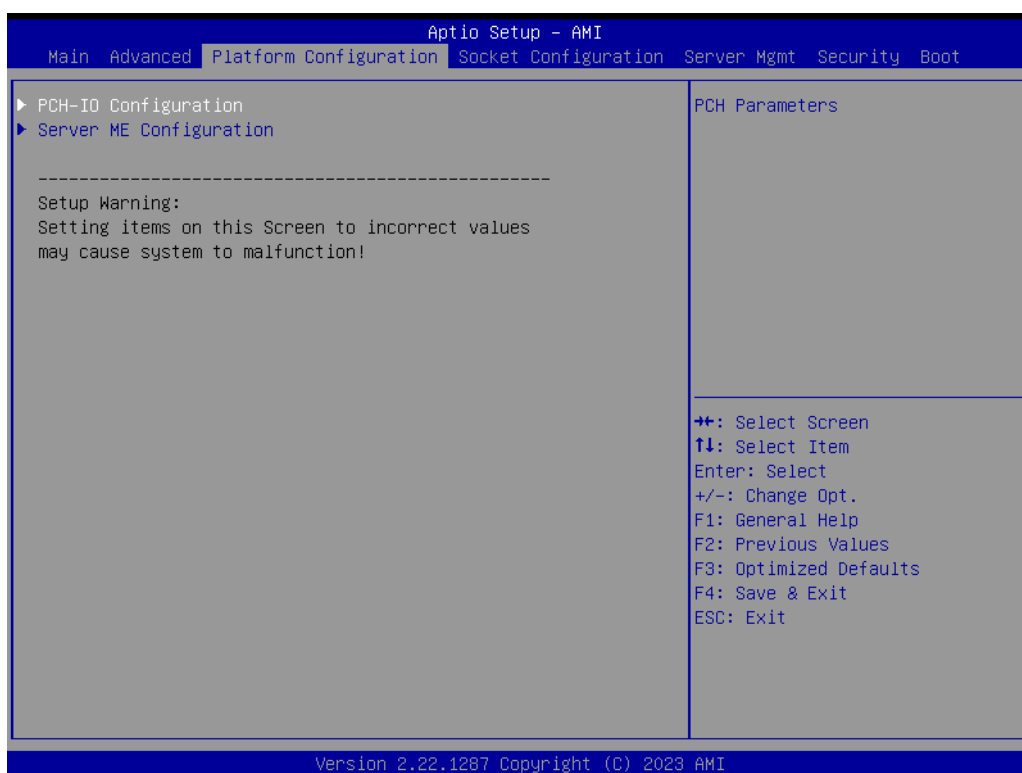 Aptio Setup - AMI
Main Advanced Platform Configuration Socket Configuration Server Mgmt Security Boot
▶ PCH-IO Configuration
▶ Server ME Configuration
--------------------------------------------------
Setup Warning:
Setting items on this Screen to incorrect values
may cause system to malfunction!
PCH Parameters
→←: Select Screen
↑↓: Select Item
Enter: Select
+/-: Change Opt.
F1: General Help
F2: Previous Values
F3: Optimized Defaults
F4: Save & Exit
ESC: Exit
Version 2.22.1287 Copyright (C) 2023 AMI